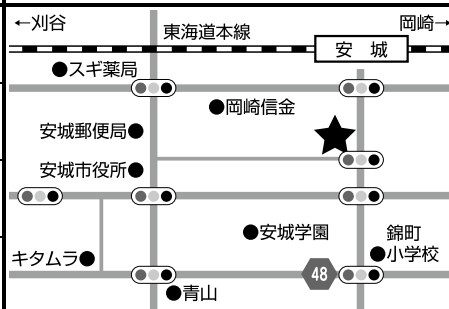 ←刈谷
岡崎→
東海道本線
安 城
スギ薬局
岡崎信金
安城郵便局
安城市役所
安城学園
錦町
小学校
キタムラ
48
青山